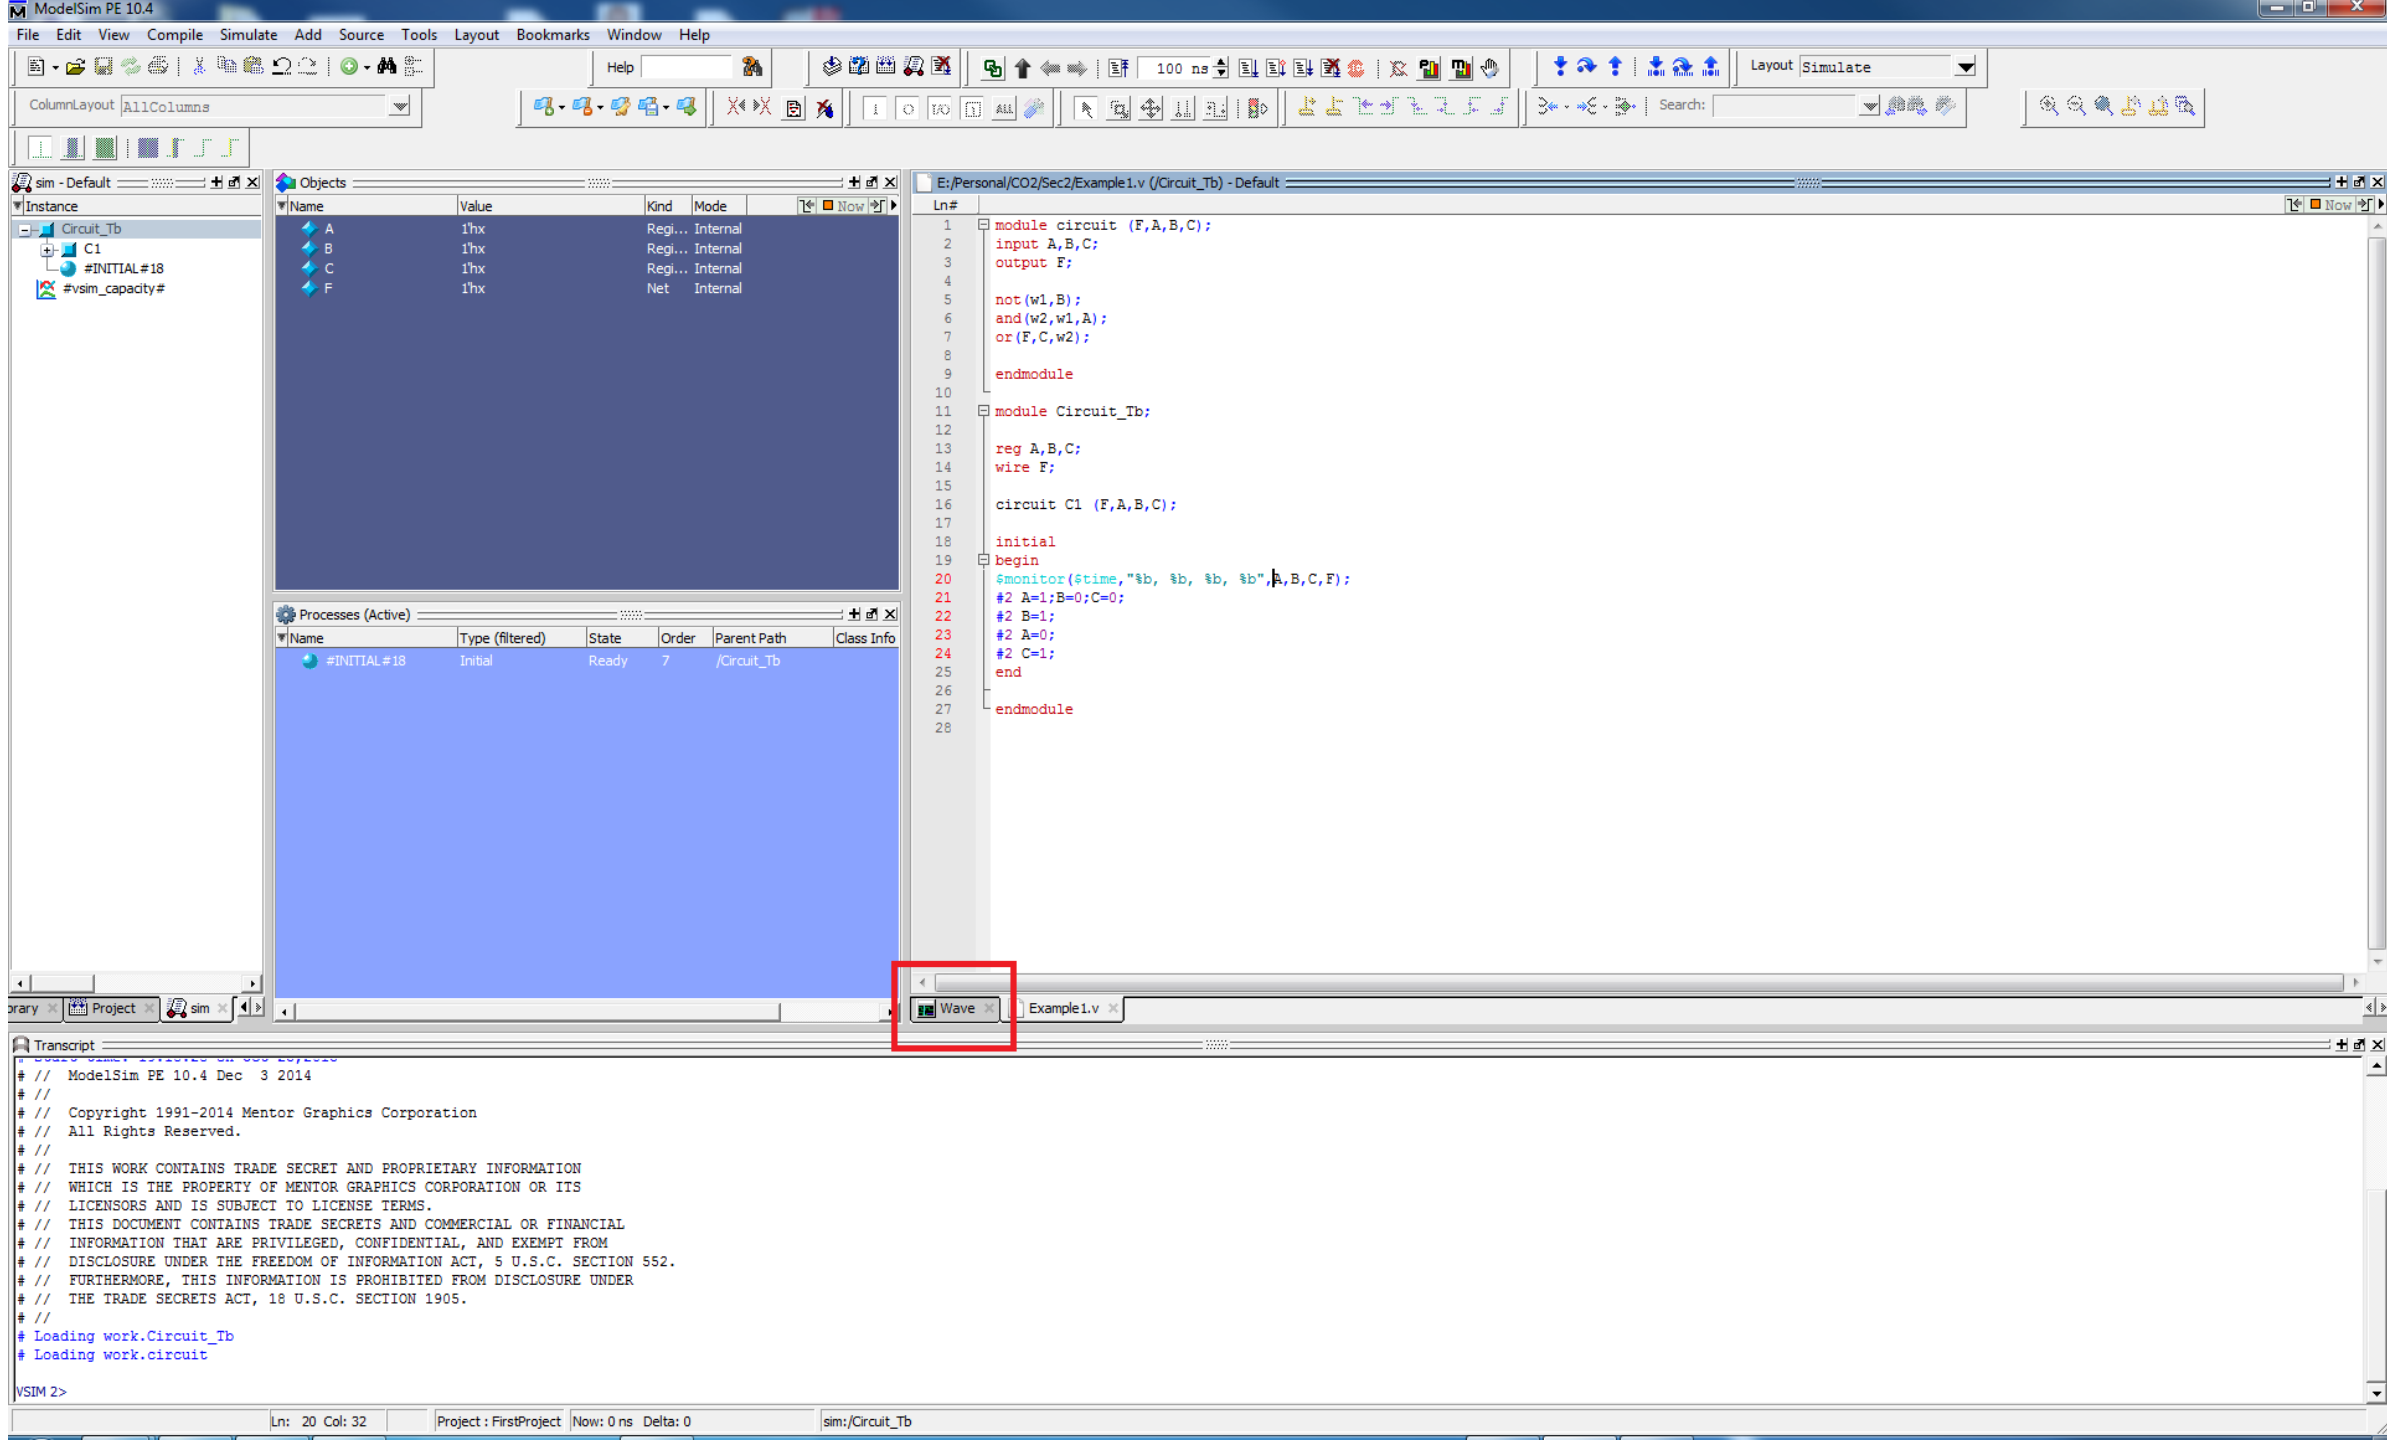 ModelSim PE 10.4
File Edit View Compile Simulate Add Source Tools Layout Bookmarks Window Help
Help
100 ns
Layout Simulate
ColumnLayout AllColumns
I O I/O ALL
Search:
sim - Default
Instance
Circuit_Tb
C1
#INITIAL#18
#vsim_capacity#
Project
sim
Objects
Name Value Kind Mode Now
A 1'hx Regi... Internal
B 1'hx Regi... Internal
C 1'hx Regi... Internal
F 1'hx Net Internal
Processes (Active)
Name Type (filtered) State Order Parent Path Class Info
#INITIAL#18 Initial Ready 7 /Circuit_Tb
E:/Personal/CO2/Sec2/Example1.v (/Circuit_Tb) - Default
Ln# Now
1 module circuit (F,A,B,C);
2 input A,B,C;
3 output F;
4
5 not(w1,B);
6 and(w2,w1,A);
7 or(F,C,w2);
8
9 endmodule
10
11 module Circuit_Tb;
12
13 reg A,B,C;
14 wire F;
15
16 circuit C1 (F,A,B,C);
17
18 initial
19 begin
20 $monitor($time,"%b, %b, %b, %b",A,B,C,F);
21 #2 A=1;B=0;C=0;
22 #2 B=1;
23 #2 A=0;
24 #2 C=1;
25 end
26
27 endmodule
28
Wave Example1.v
Transcript
# // ModelSim PE 10.4 Dec 3 2014
# //
# // Copyright 1991-2014 Mentor Graphics Corporation
# // All Rights Reserved.
# //
# // THIS WORK CONTAINS TRADE SECRET AND PROPRIETARY INFORMATION
# // WHICH IS THE PROPERTY OF MENTOR GRAPHICS CORPORATION OR ITS
# // LICENSORS AND IS SUBJECT TO LICENSE TERMS.
# // THIS DOCUMENT CONTAINS TRADE SECRETS AND COMMERCIAL OR FINANCIAL
# // INFORMATION THAT ARE PRIVILEGED, CONFIDENTIAL, AND EXEMPT FROM
# // DISCLOSURE UNDER THE FREEDOM OF INFORMATION ACT, 5 U.S.C. SECTION 552.
# // FURTHERMORE, THIS INFORMATION IS PROHIBITED FROM DISCLOSURE UNDER
# // THE TRADE SECRETS ACT, 18 U.S.C. SECTION 1905.
# //
# Loading work.Circuit_Tb
# Loading work.circuit
VSIM 2>
Ln: 20 Col: 32 Project : FirstProject Now: 0 ns Delta: 0 sim:/Circuit_Tb